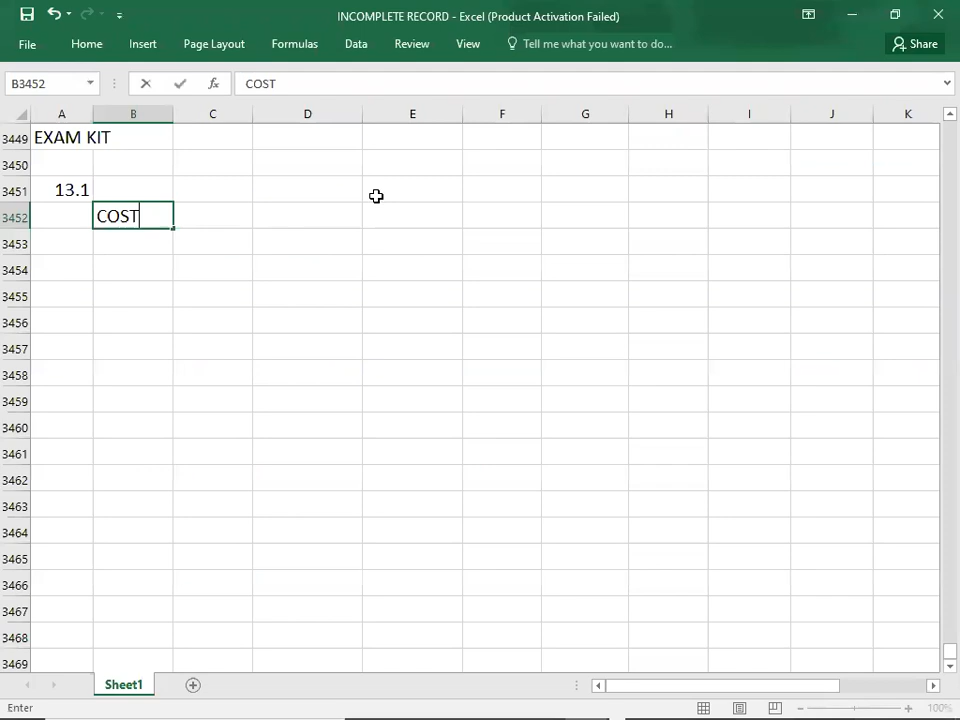 INCOMPLETE RECORD - Excel (Product Activation Failed)
File Home Insert Page Layout Formulas Data Review View Tell me what you want to do... Share
B3452 fx COST
A B C D E F G H I J K
3449 EXAM KIT
3450
3451 13.1
3452 COST
3453
3454
3455
3456
3457
3458
3459
3460
3461
3462
3463
3464
3465
3466
3467
3468
3469
Sheet1
Enter 100%